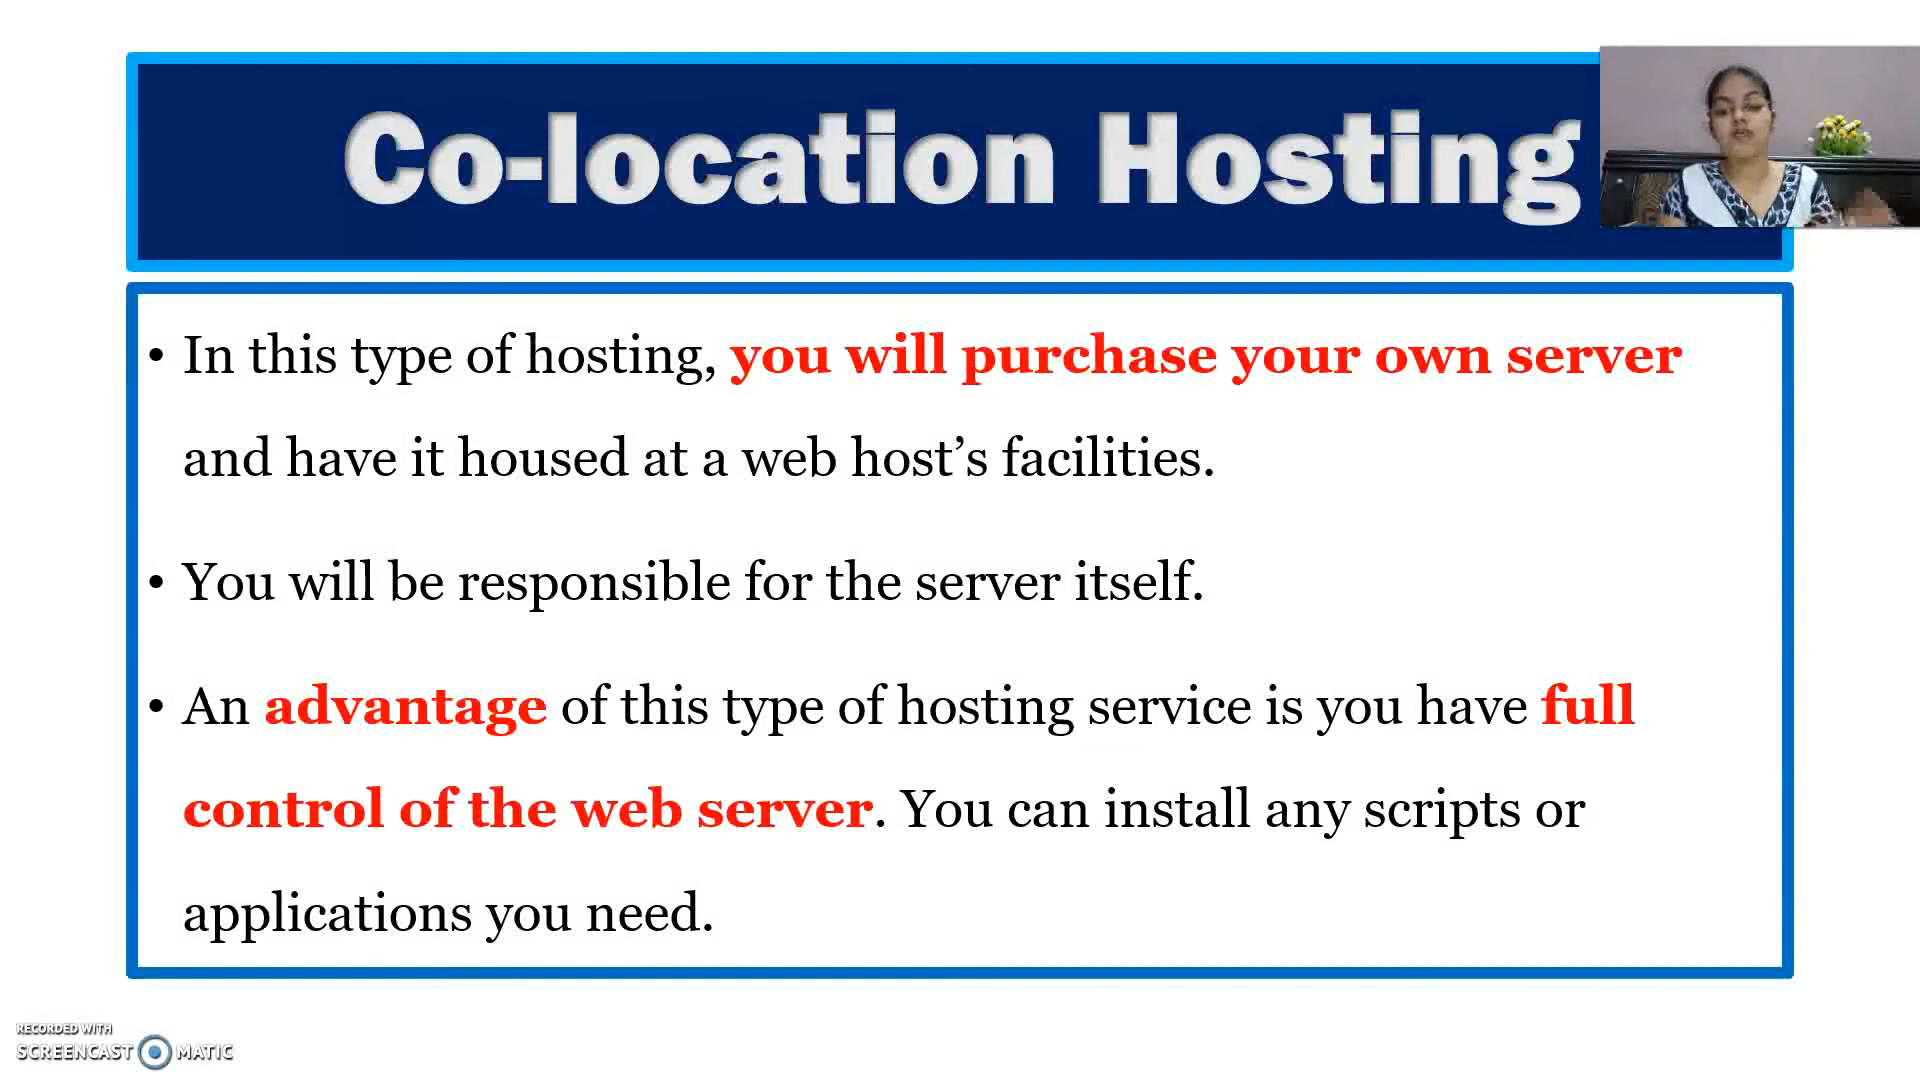 Co-location Hosting
• In this type of hosting, you will purchase your own server
and have it housed at a web host’s facilities.
• You will be responsible for the server itself.
• An advantage of this type of hosting service is you have full
control of the web server. You can install any scripts or
applications you need.
RECORDED WITH
SCREENCAST MATIC